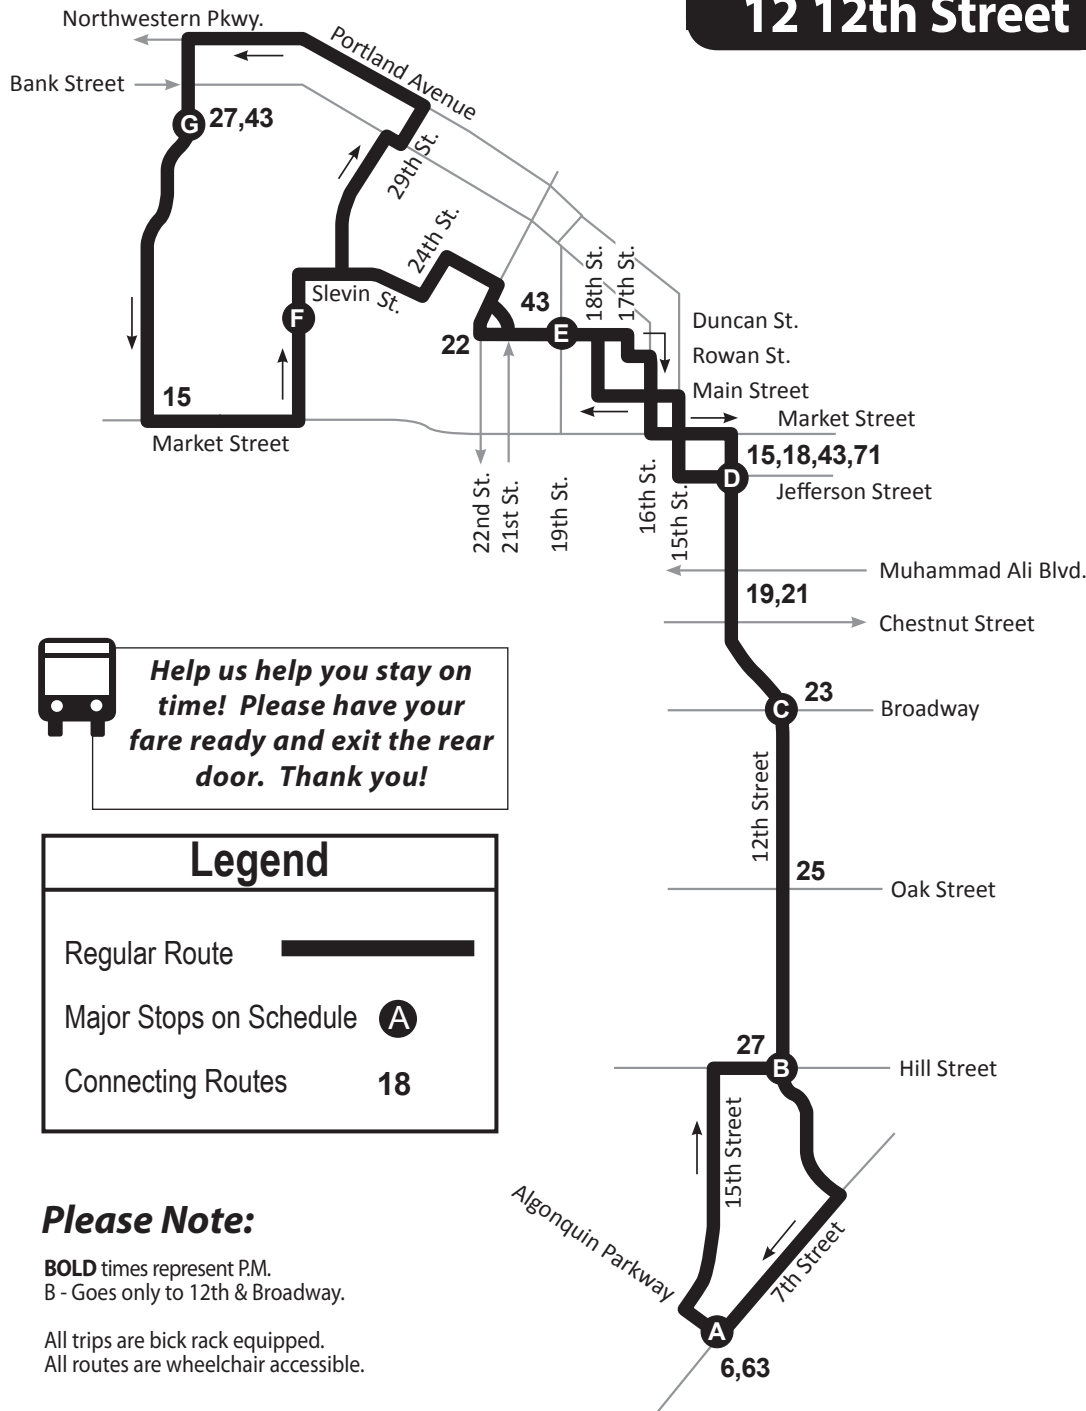 12 12th Street
Northwestern Pkwy.
Portland Avenue
Bank Street
G
27,43
29th St.
24th St.
Slevin St.
F
43
E
22
18th St.
17th St.
Duncan St.
Rowan St.
Main Street
Market Street
15
Market Street
15,18,43,71
D
Jefferson Street
22nd St.
21st St.
19th St.
16th St.
15th St.
Muhammad Ali Blvd.
19,21
Chestnut Street
23
C
Broadway
12th Street
25
Oak Street
27
B
Hill Street
15th Street
Algonquin Parkway
7th Street
A
6,63
Help us help you stay on
time! Please have your
fare ready and exit the rear
door. Thank you!
Legend
Regular Route
Major Stops on Schedule A
Connecting Routes 18
Please Note:
BOLD times represent P.M.
B - Goes only to 12th & Broadway.
All trips are bick rack equipped.
All routes are wheelchair accessible.